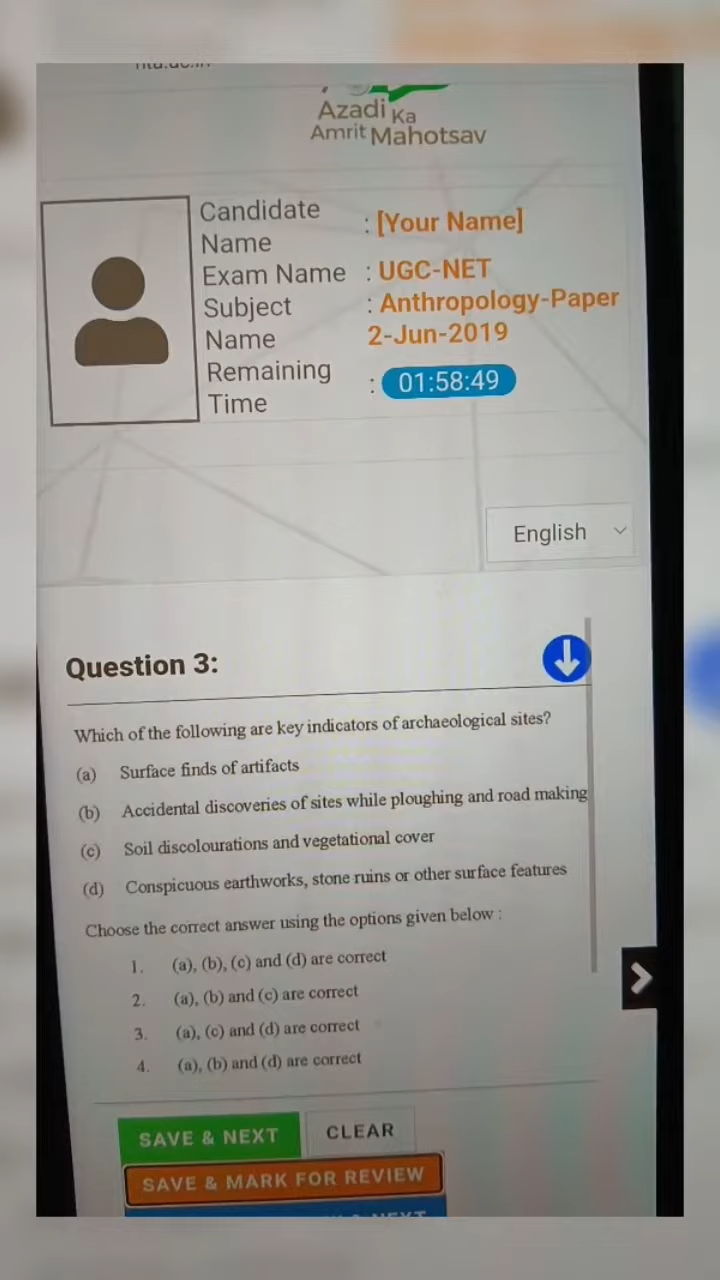 Azadi Ka
Amrit Mahotsav
Candidate Name : [Your Name]
Exam Name : UGC-NET
Subject Name : Anthropology-Paper 2-Jun-2019
Remaining Time : 01:58:49
English
Question 3:
Which of the following are key indicators of archaeological sites?
(a) Surface finds of artifacts
(b) Accidental discoveries of sites while ploughing and road making
(c) Soil discolourations and vegetational cover
(d) Conspicuous earthworks, stone ruins or other surface features
Choose the correct answer using the options given below :
1. (a), (b), (c) and (d) are correct
2. (a), (b) and (c) are correct
3. (a), (c) and (d) are correct
4. (a), (b) and (d) are correct
SAVE & NEXT
CLEAR
SAVE & MARK FOR REVIEW